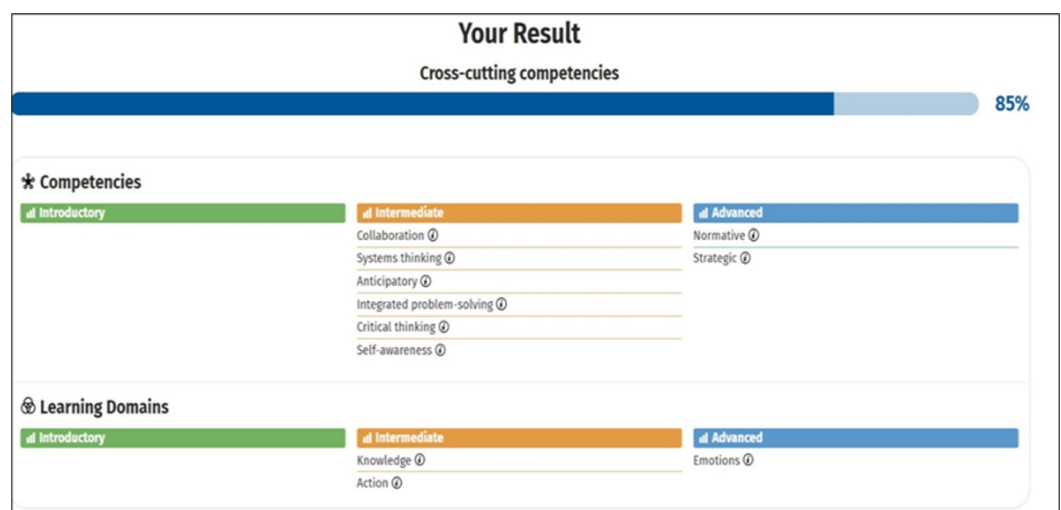 Your Result
Cross-cutting competencies
85%
Competencies
Introductory
Intermediate
Advanced
Collaboration
Normative
Systems thinking
Strategic
Anticipatory
Integrated problem-solving
Critical thinking
Self-awareness
Learning Domains
Introductory
Intermediate
Advanced
Knowledge
Emotions
Action